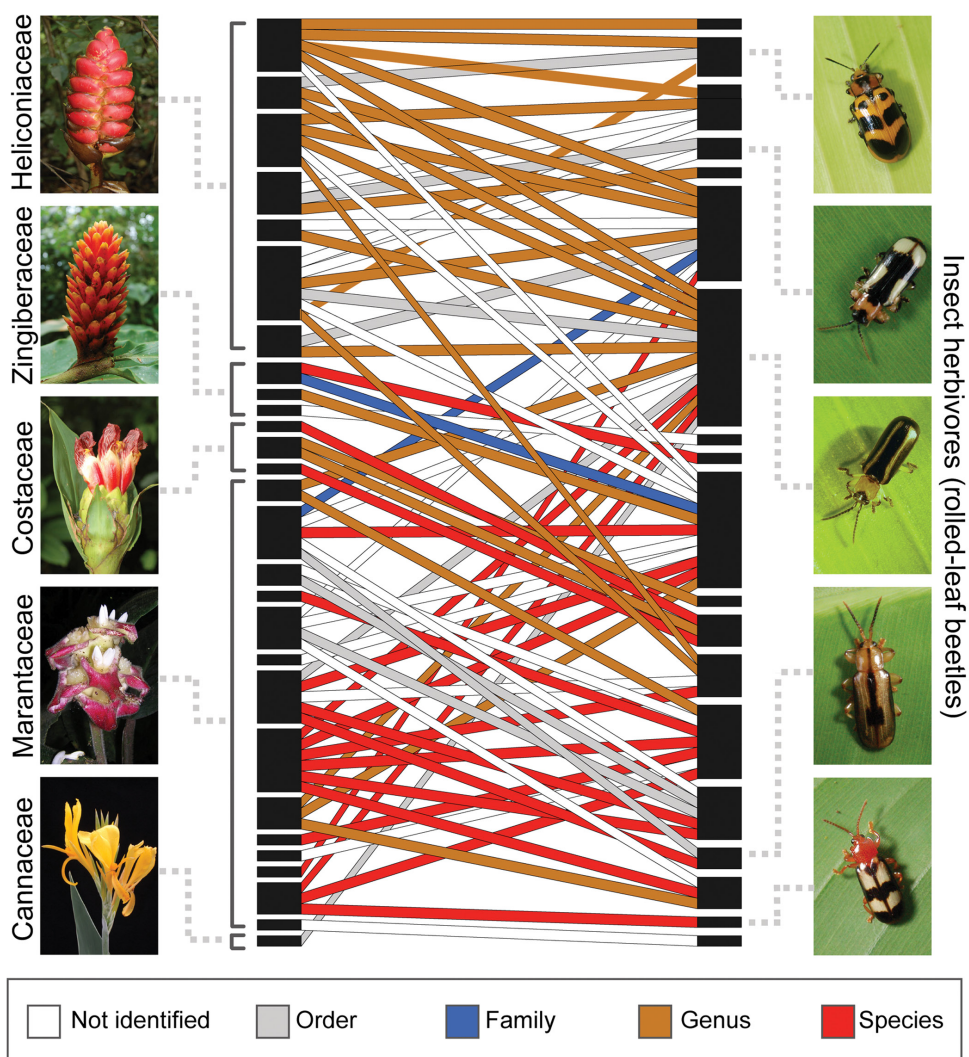 Heliconiaceae
Zingiberaceae
Costaceae
Marantaceae
Cannaceae
Insect herbivores (rolled-leaf beetles)
Not identified
Order
Family
Genus
Species